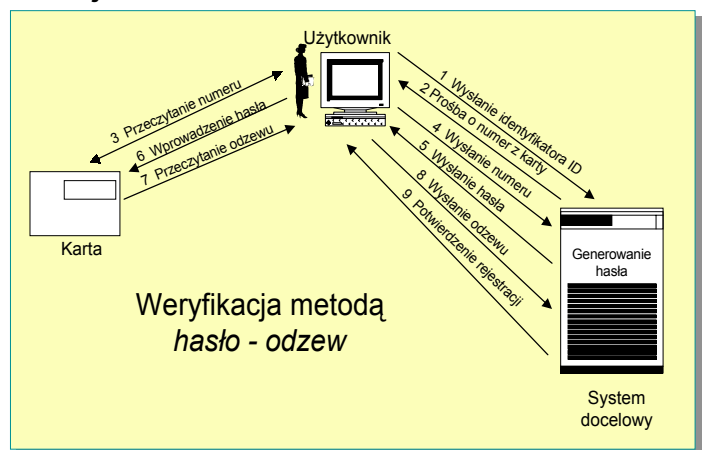 Użytkownik
1 Wysłanie identyfikatora ID
2 Prośba o numer z karty
3 Przeczytanie numeru
4 Wysłanie numeru
5 Wysłanie hasła
6 Wprowadzenie hasła
7 Przeczytanie odzewu
8 Wysłanie odzewu
9 Potwierdzenie rejestracji
Karta
Generowanie
hasła
Weryfikacja metodą
hasło - odzew
System
docelowy